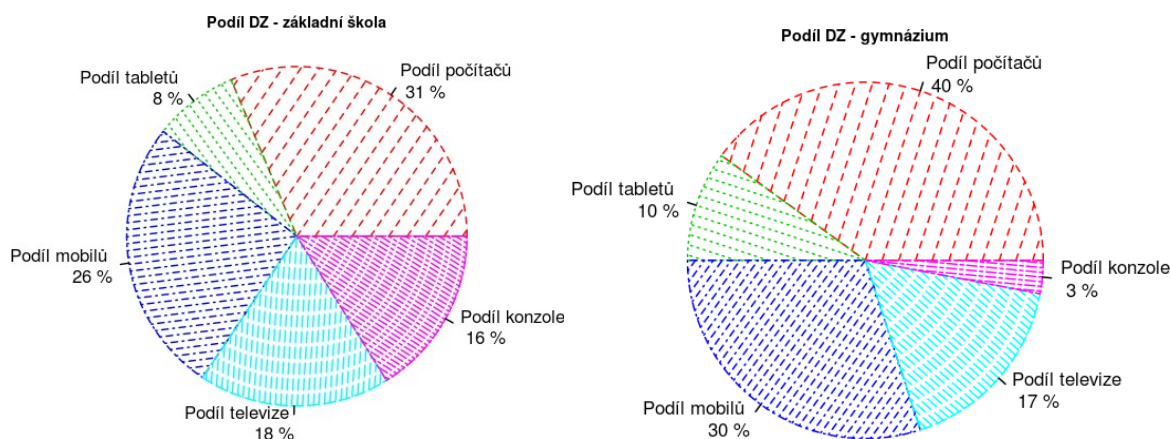 Podíl DZ - základní škola
Podíl počítačů
31 %
Podíl tabletů
8 %
Podíl mobilů
26 %
Podíl televize
18 %
Podíl konzole
16 %
Podíl DZ - gymnázium
Podíl počítačů
40 %
Podíl tabletů
10 %
Podíl mobilů
30 %
Podíl televize
17 %
Podíl konzole
3 %